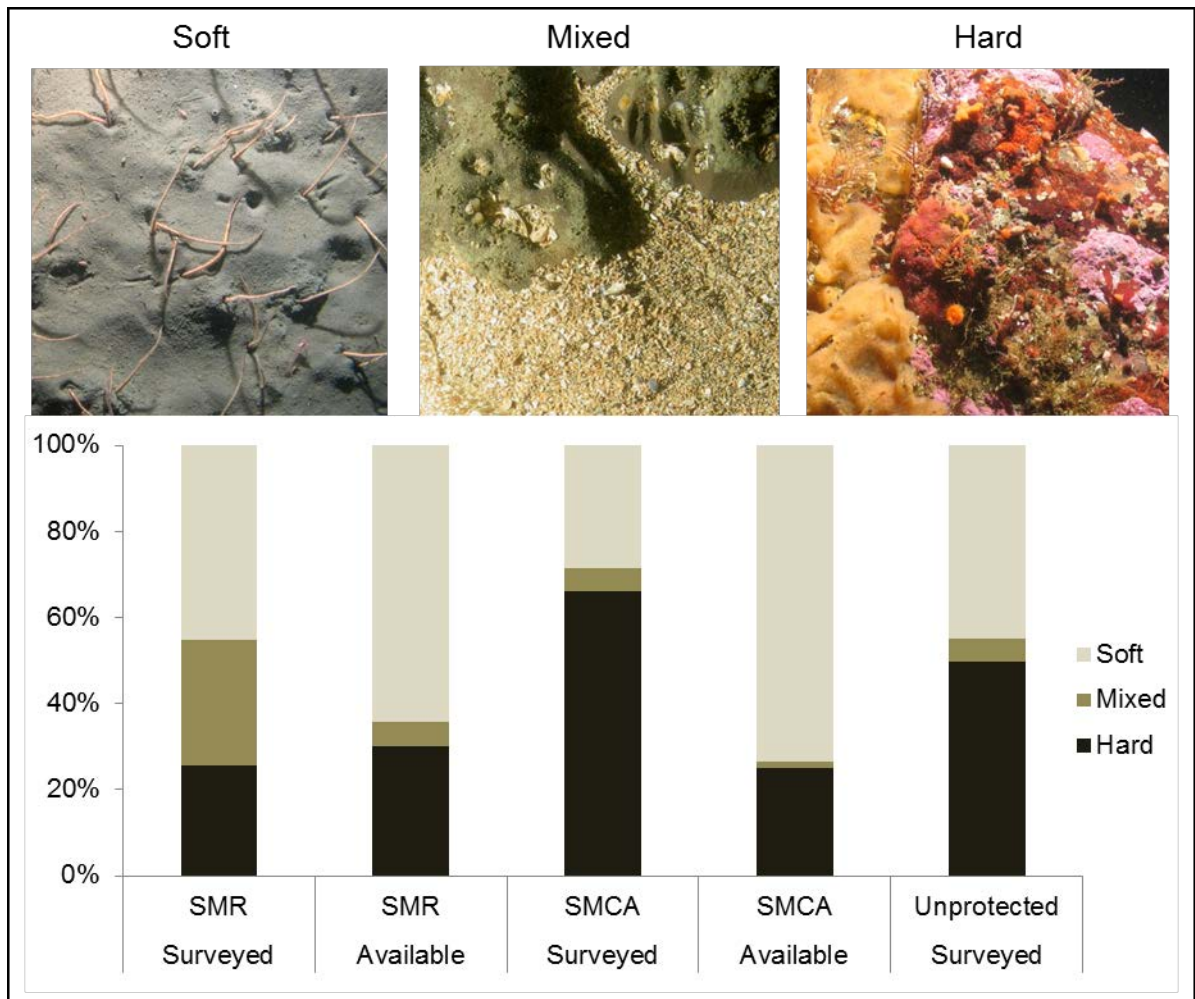 Soft Mixed Hard
100%
80%
60%
40%
20%
0%
Soft
Mixed
Hard
SMR SMR SMCA SMCA Unprotected
Surveyed Available Surveyed Available Surveyed